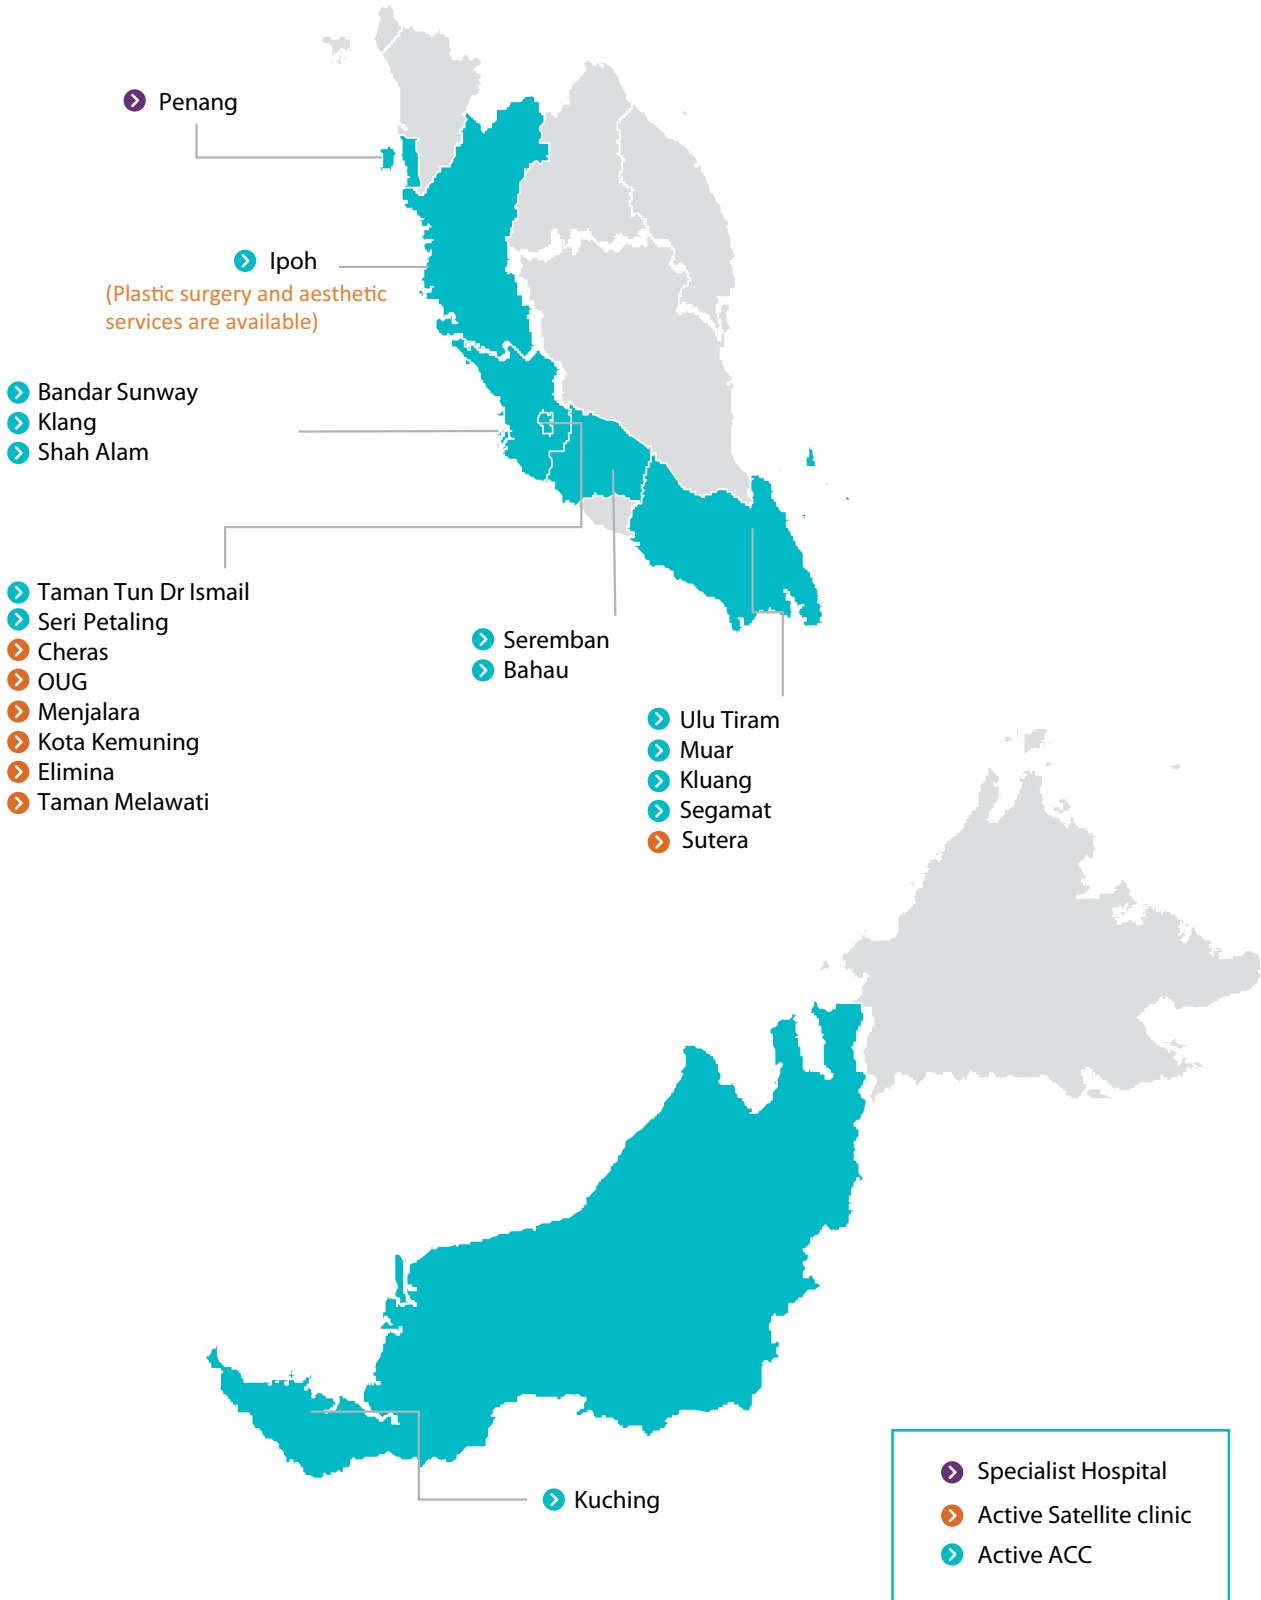 Penang
Ipoh
(Plastic surgery and aesthetic
services are available)
Bandar Sunway
Klang
Shah Alam
Taman Tun Dr Ismail
Seri Petaling
Cheras
OUG
Menjalara
Kota Kemuning
Elimina
Taman Melawati
Seremban
Bahau
Ulu Tiram
Muar
Kluang
Segamat
Sutera
Kuching
Specialist Hospital
Active Satellite clinic
Active ACC